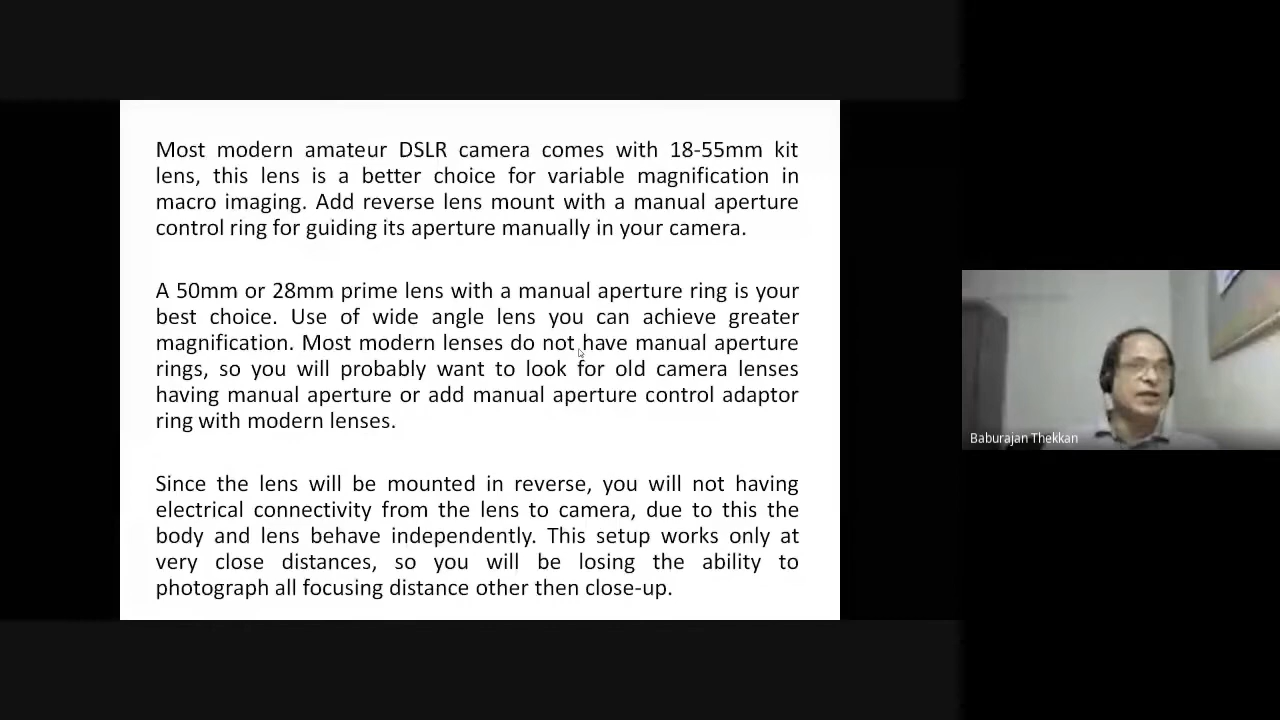 Most modern amateur DSLR camera comes with 18-55mm kit
lens, this lens is a better choice for variable magnification in
macro imaging. Add reverse lens mount with a manual aperture
control ring for guiding its aperture manually in your camera.
A 50mm or 28mm prime lens with a manual aperture ring is your
best choice. Use of wide angle lens you can achieve greater
magnification. Most modern lenses do not have manual aperture
rings, so you will probably want to look for old camera lenses
having manual aperture or add manual aperture control adaptor
ring with modern lenses.
Since the lens will be mounted in reverse, you will not having
electrical connectivity from the lens to camera, due to this the
body and lens behave independently. This setup works only at
very close distances, so you will be losing the ability to
photograph all focusing distance other then close-up.
Baburajan Thekkan